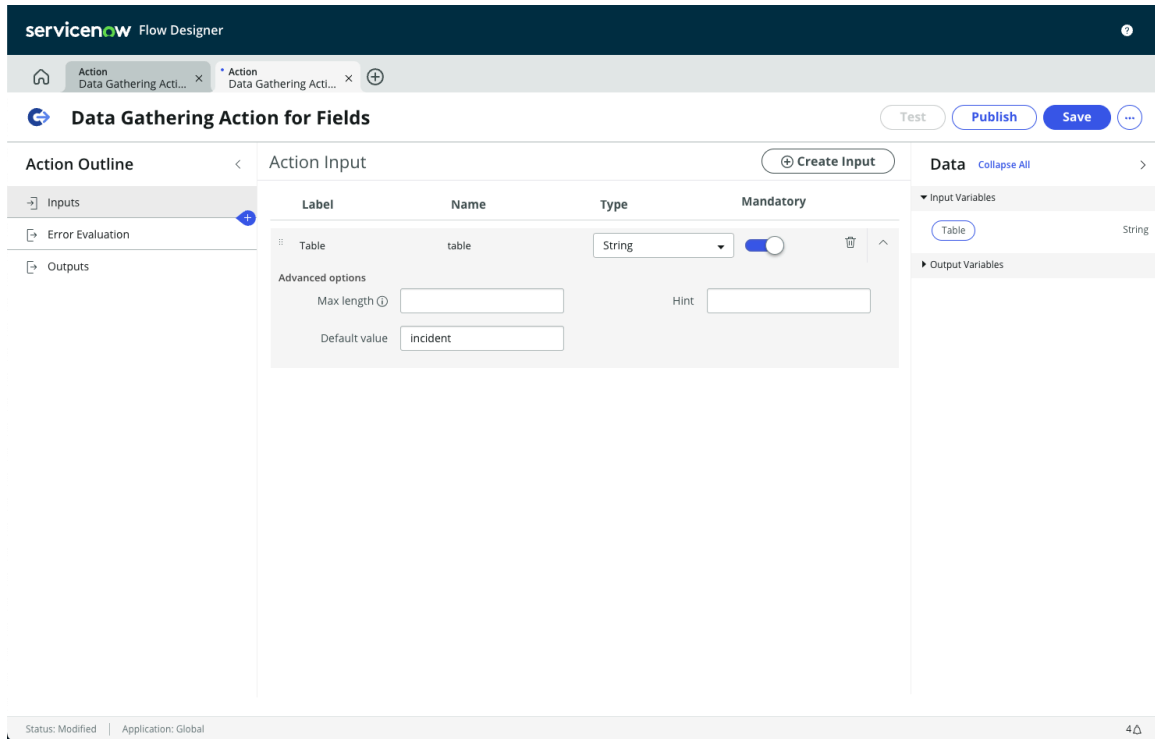 servicenow Flow Designer
Action
Data Gathering Acti...
Action
Data Gathering Acti...
Data Gathering Action for Fields
Test
Publish
Save
Action Outline
Inputs
Error Evaluation
Outputs
Action Input
Create Input
Label Name Type Mandatory
Table table String
Advanced options
Max length
Hint
Default value incident
Data Collapse All
Input Variables
Table String
Output Variables
Status: Modified Application: Global
4